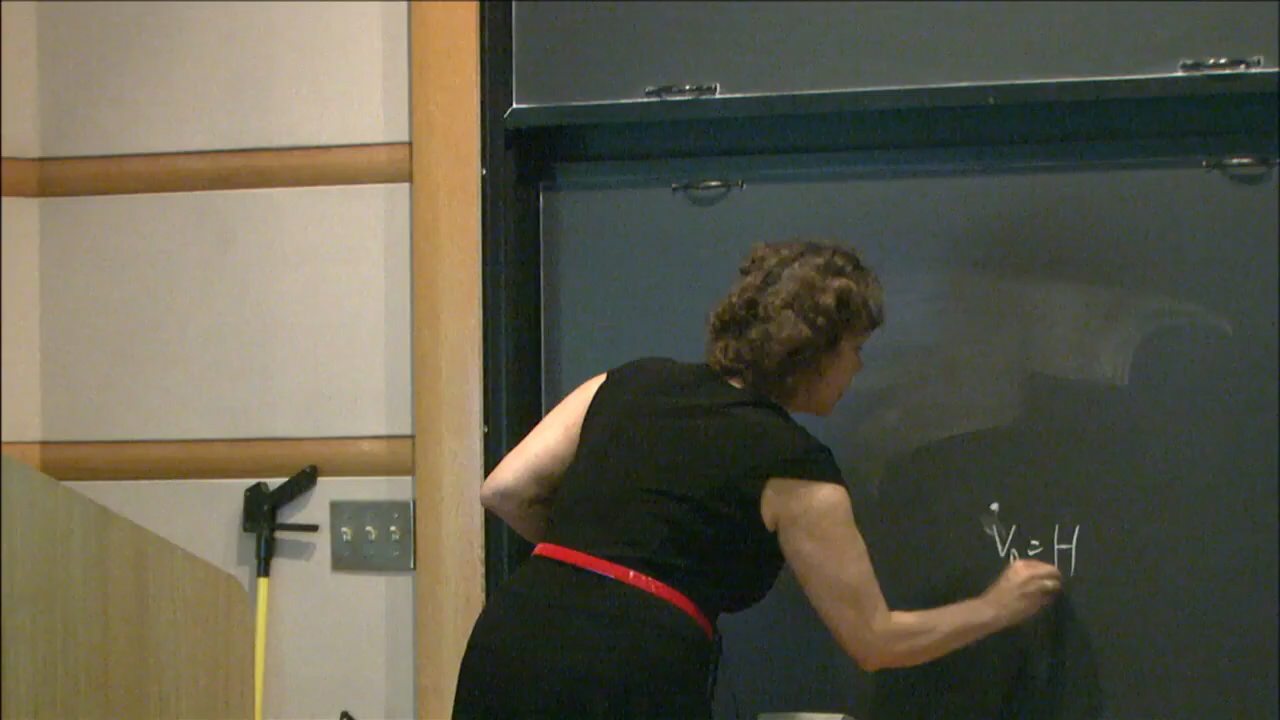 V₀ = H